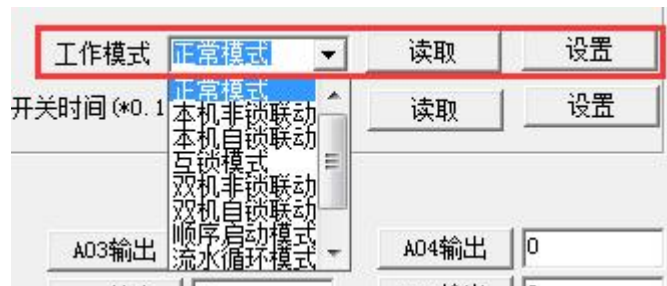 工作模式 正常模式 读取 设置
正常模式
开关时间(*0.1 本机非锁联动 读取 设置
本机自锁联动
互锁模式
双机非锁联动
双机自锁联动
顺序启动模式
A03输出 流水循环模式 A04输出 0